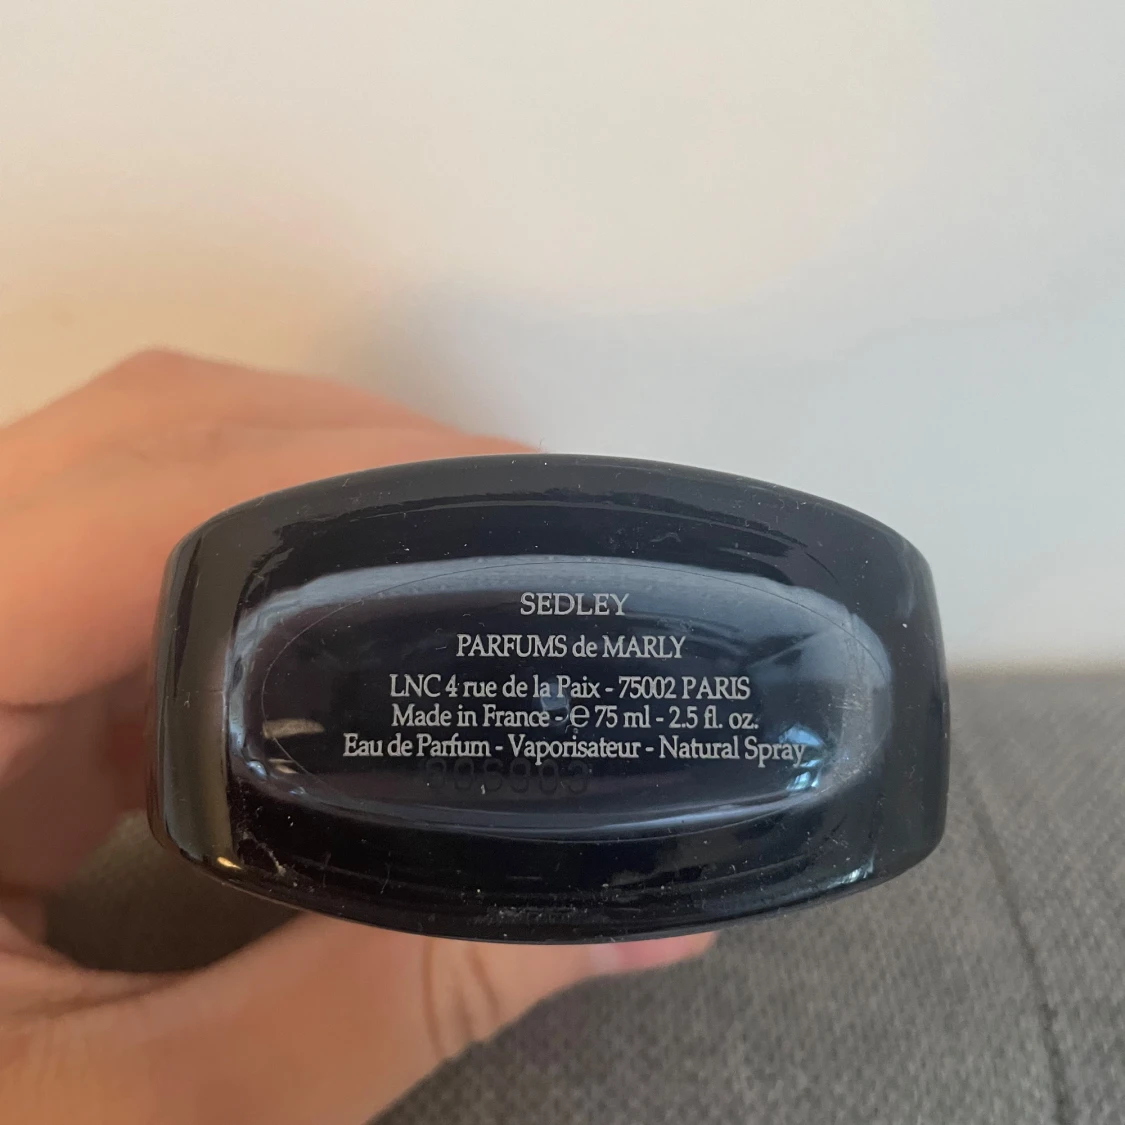 SEDLEY
PARFUMS de MARLY
LNC 4 rue de la Paix - 75002 PARIS
Made in France - ℮ 75 ml - 2.5 fl. oz.
Eau de Parfum - Vaporisateur - Natural Spray